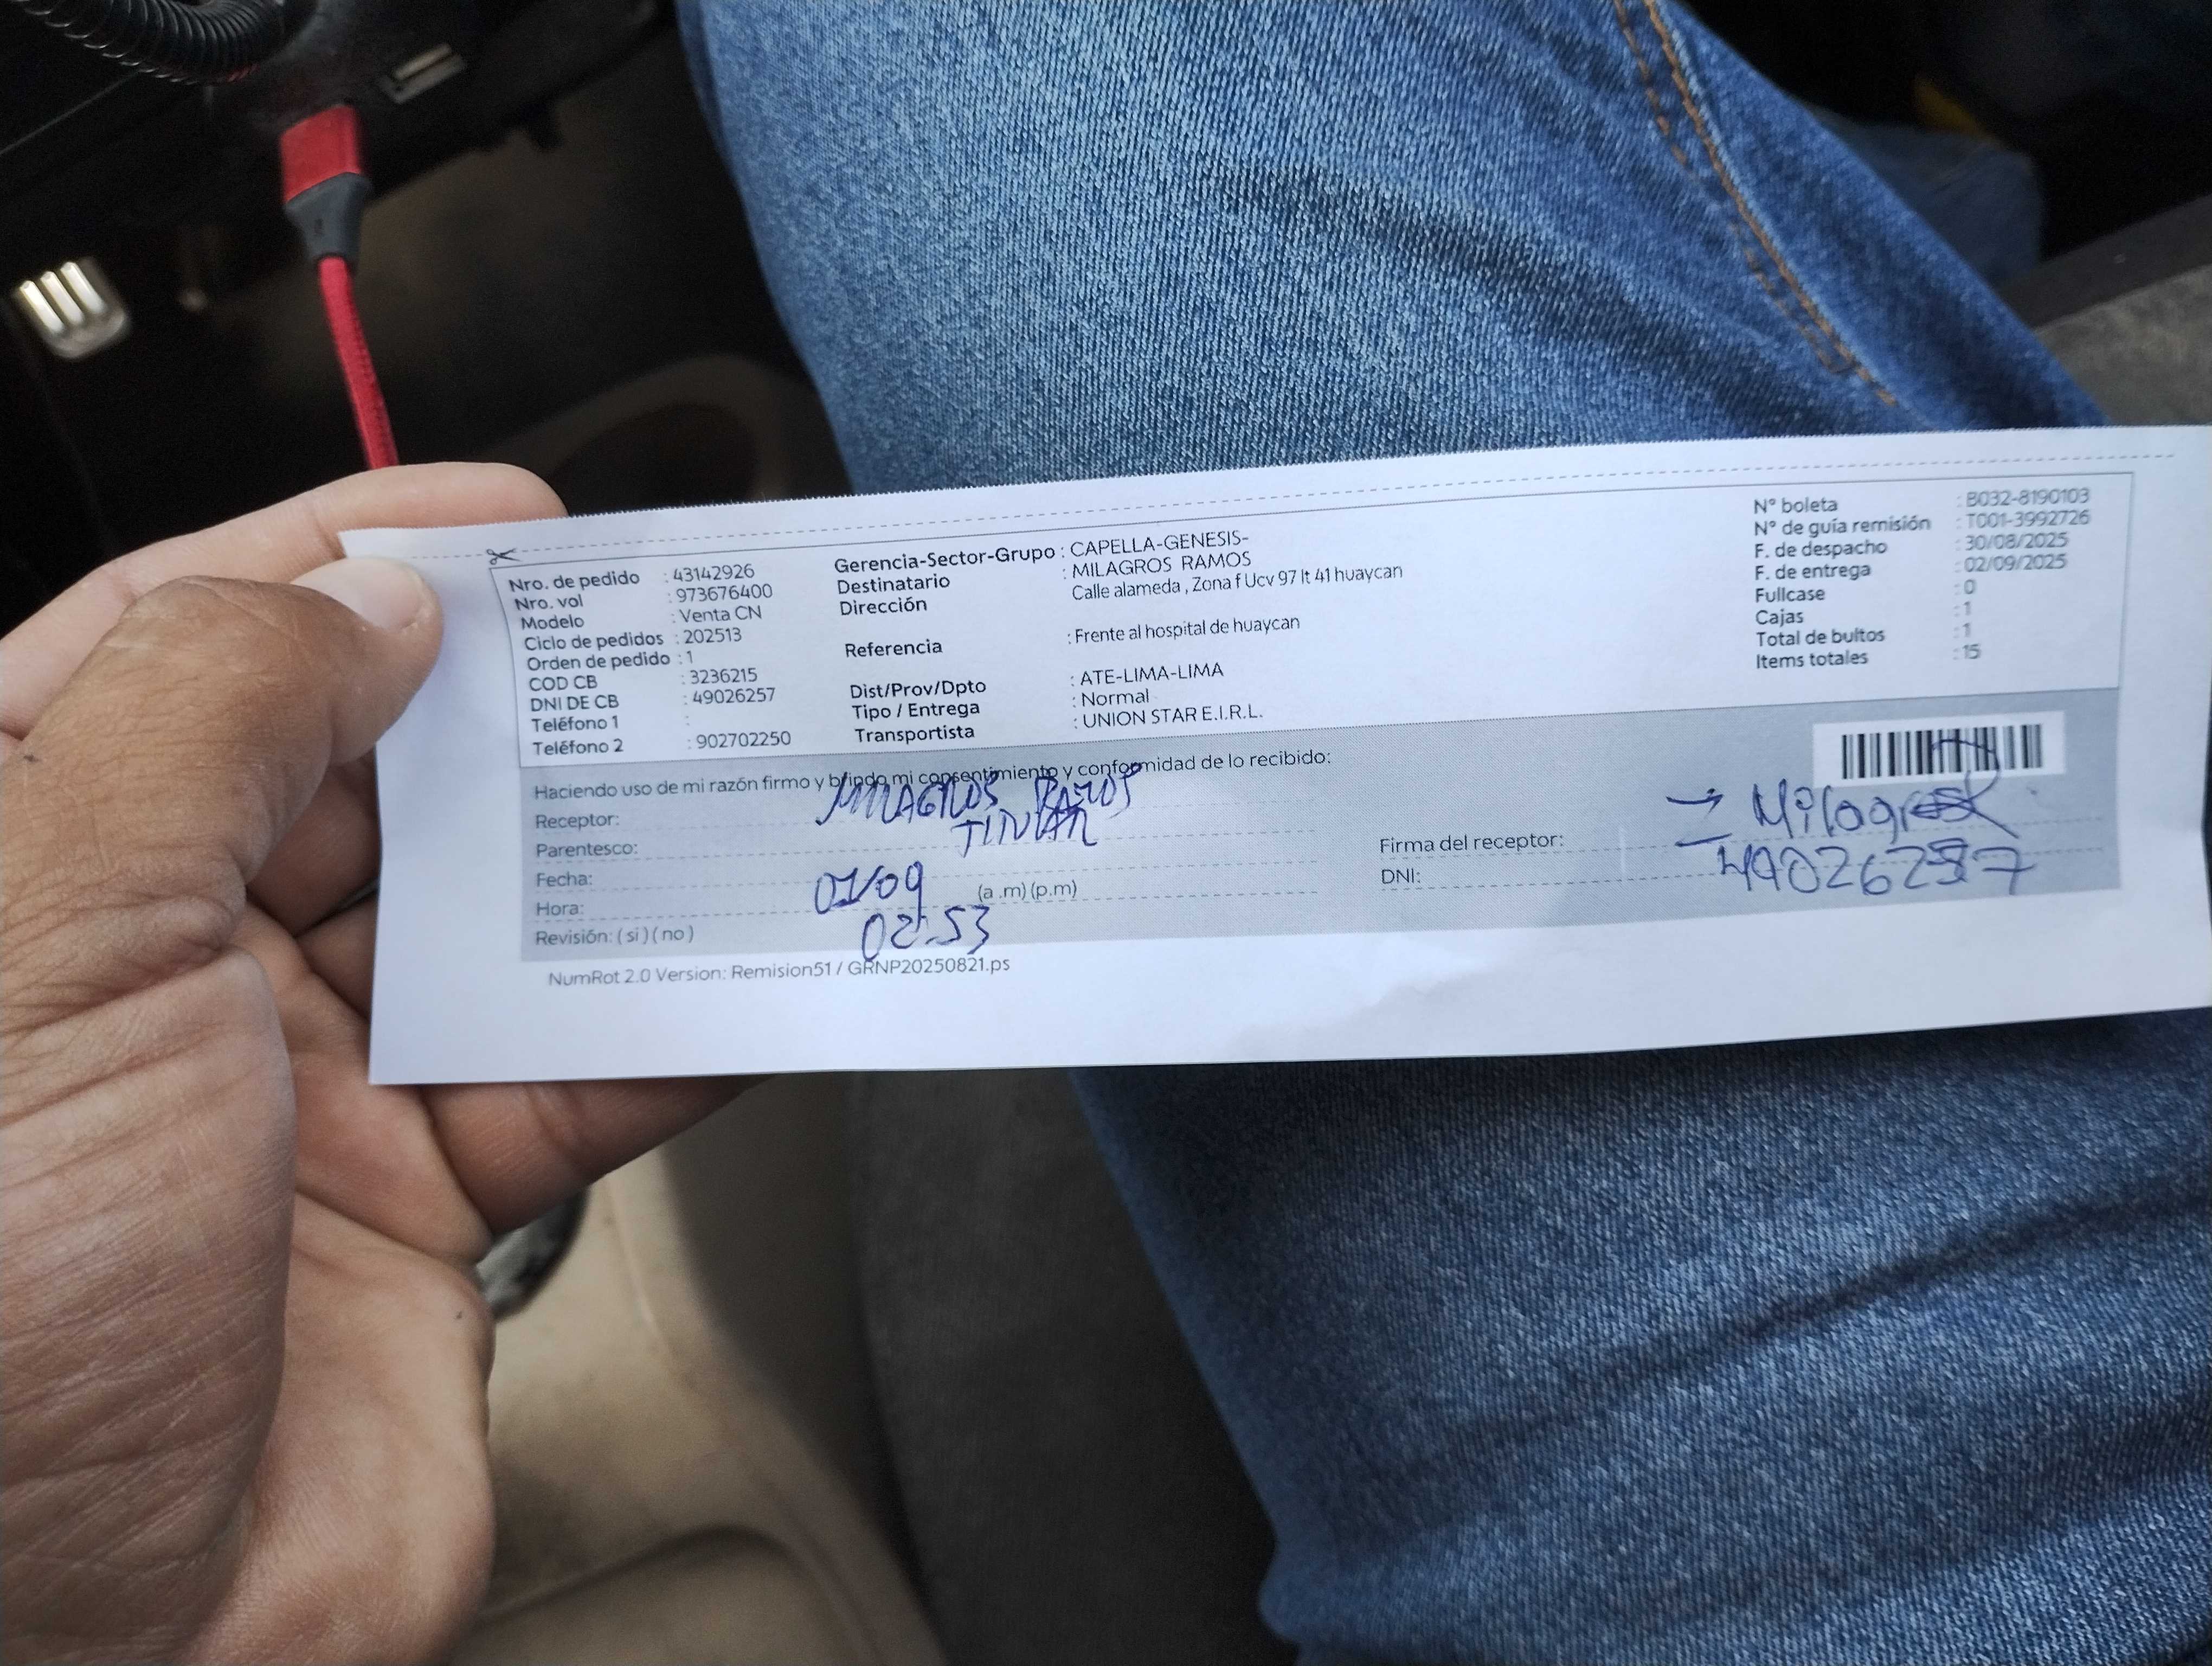 Nro. de pedido : 43142926
Nro. vol : 973676400
Modelo : Venta CN
Ciclo de pedidos : 202513
Orden de pedido : 1
COD CB : 3236215
DNI DE CB : 49026257
Teléfono 1 :
Teléfono 2 : 902702250
Gerencia-Sector-Grupo : CAPELLA-GENESIS-
Destinatario : MILAGROS RAMOS
Dirección Calle alameda , Zona f Ucv 97 lt 41 huaycan
Referencia : Frente al hospital de huaycan
Dist/Prov/Dpto : ATE-LIMA-LIMA
Tipo / Entrega : Normal
Transportista : UNION STAR E.I.R.L.
N° boleta : B032-8190103
N° de guía remisión : T001-3992726
F. de despacho : 30/08/2025
F. de entrega : 02/09/2025
Fullcase : 0
Cajas : 1
Total de bultos : 1
Items totales : 15
Haciendo uso de mi razón firmo y brindo mi consentimiento y conformidad de lo recibido:
Receptor: MILAGROS RAMOS
Parentesco:
Fecha: 01/09
Hora: 02:53 (a .m) (p.m)
Revisión: ( si ) ( no )
Firma del receptor: Milagros
DNI: 49026257
NumRot 2.0 Version: Remision51 / GRNP20250821.ps